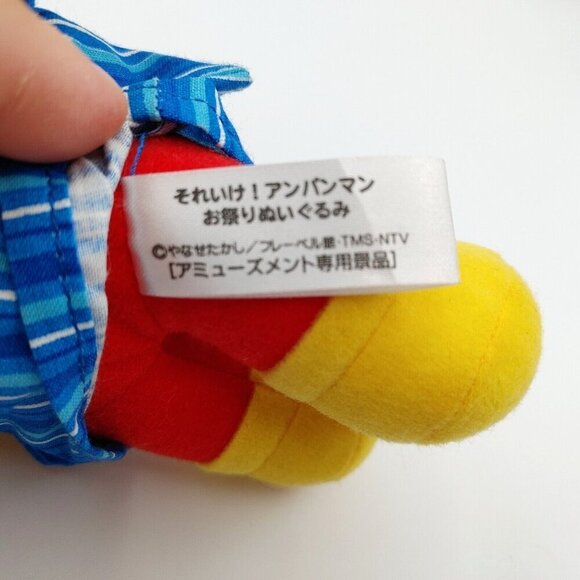 それいけ！アンパンマン
お祭りぬいぐるみ
©やなせたかし/フレーベル館・TMS-NTV
[アミューズメント専用景品]